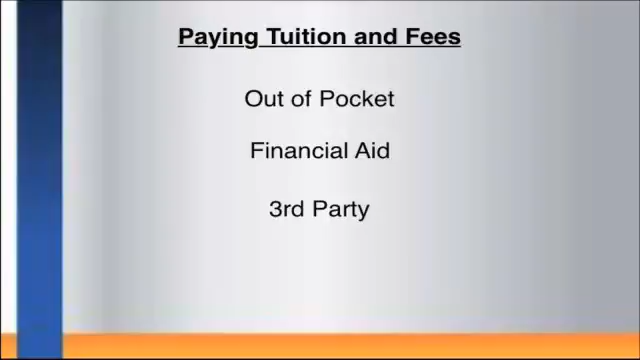 Paying Tuition and Fees
Out of Pocket
Financial Aid
3rd Party